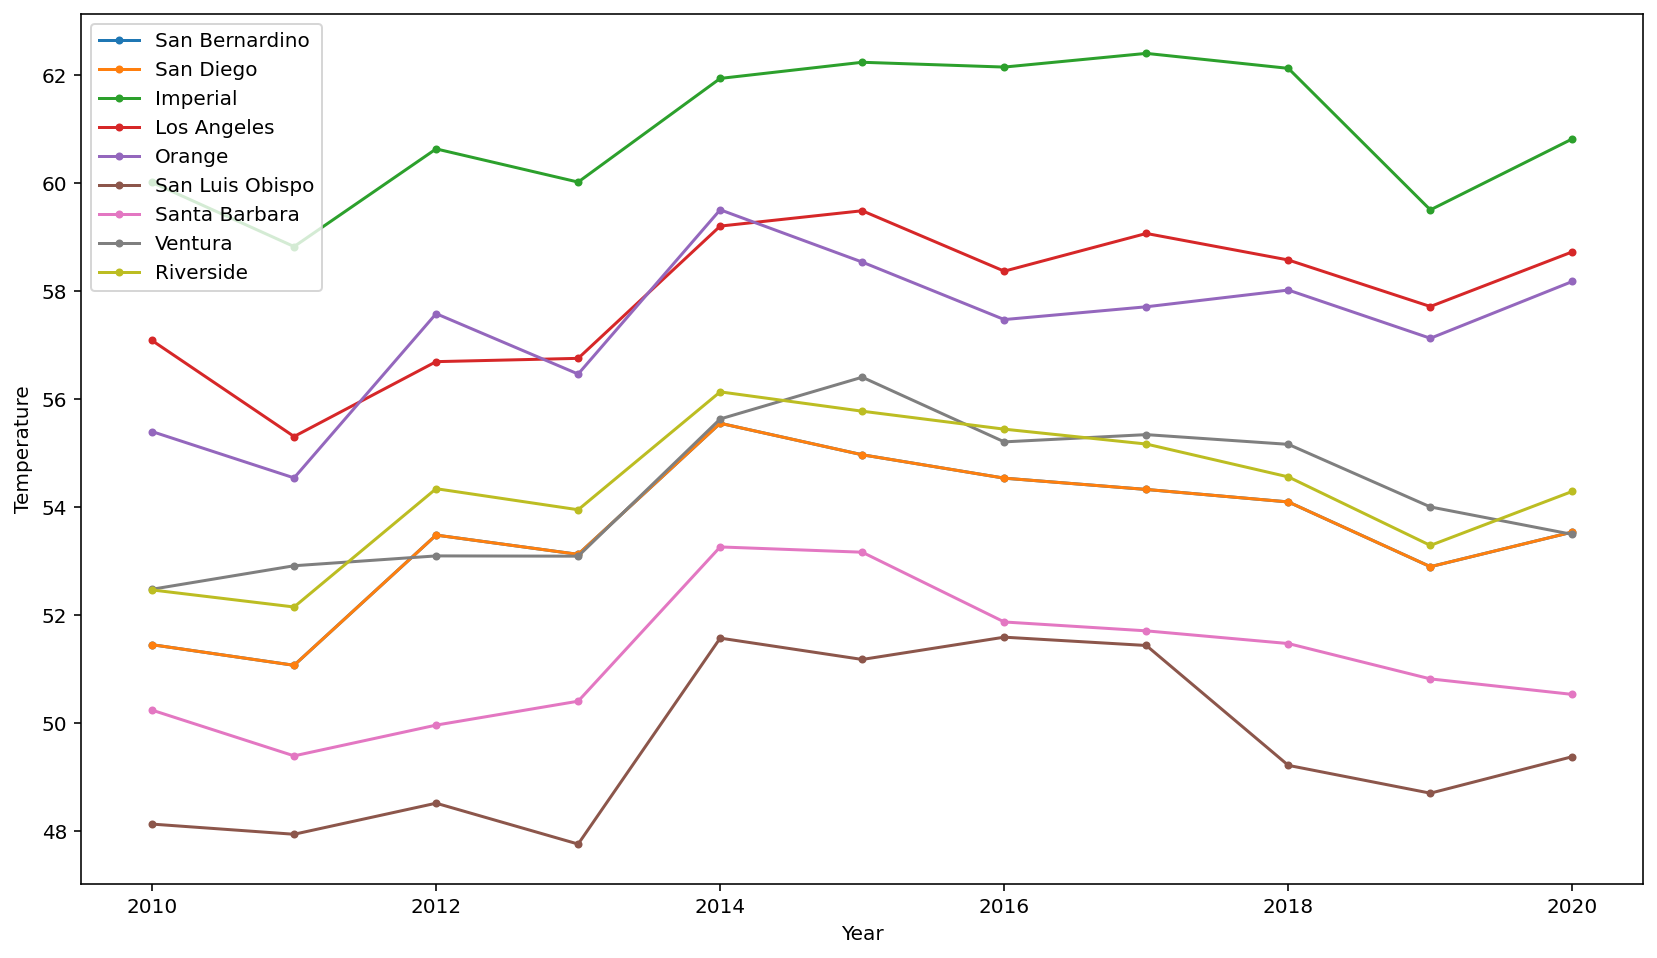 San Bernardino
San Diego
Imperial
Los Angeles
Orange
San Luis Obispo
Santa Barbara
Ventura
Riverside
62
60
58
56
54
52
50
48
Temperature
2010 2012 2014 2016 2018 2020
Year